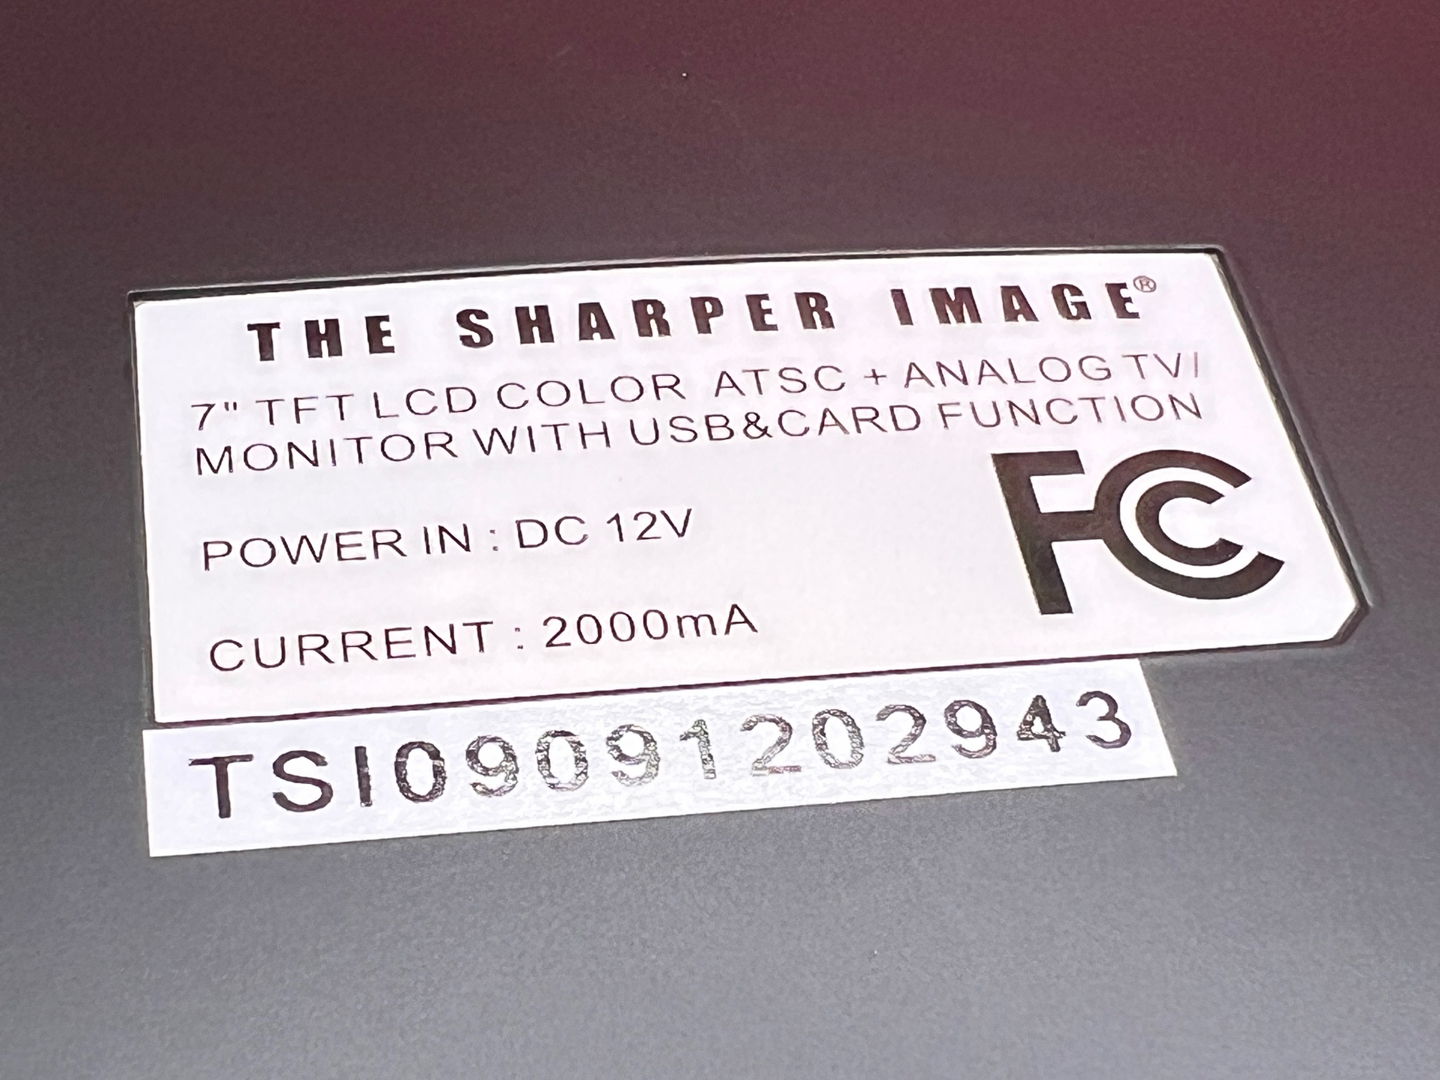 THE SHARPER IMAGE®
7" TFT LCD COLOR ATSC + ANALOG TV/
MONITOR WITH USB&CARD FUNCTION
POWER IN : DC 12V
FC
CURRENT : 2000mA
TSI09091202943